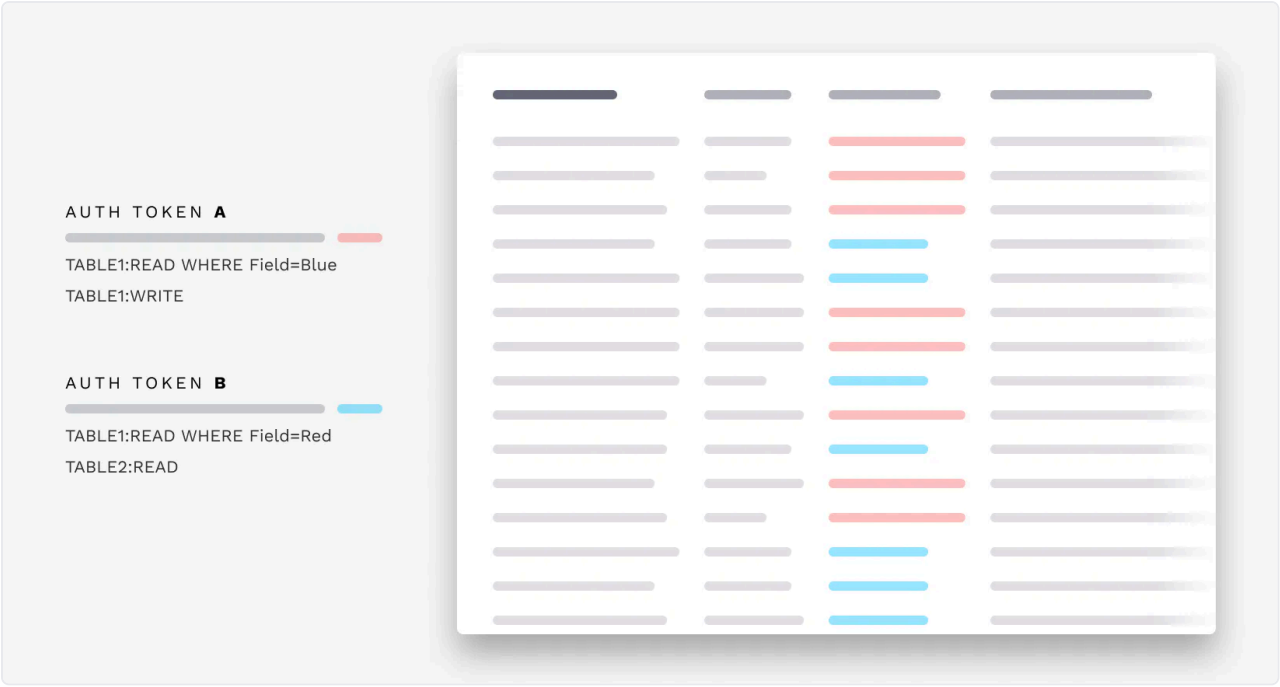 AUTH TOKEN A
TABLE1:READ WHERE Field=Blue
TABLE1:WRITE
AUTH TOKEN B
TABLE1:READ WHERE Field=Red
TABLE2:READ